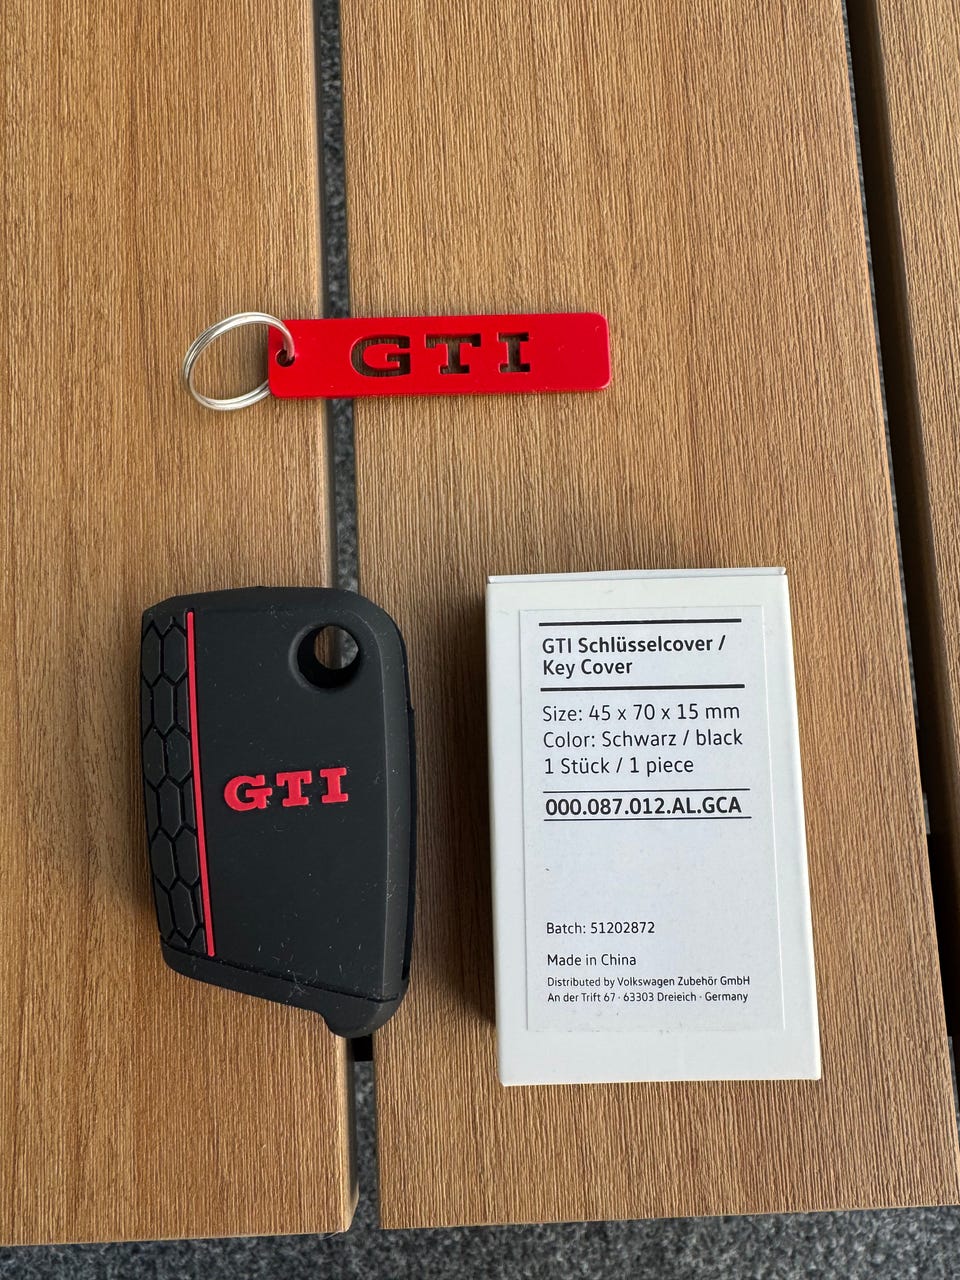 GTI
GTI
GTI Schlüsselcover /
Key Cover
Size: 45 x 70 x 15 mm
Color: Schwarz / black
1 Stück / 1 piece
000.087.012.AL.GCA
Batch: 51202872
Made in China
Distributed by Volkswagen Zubehör GmbH
An der Trift 67 · 63303 Dreieich · Germany